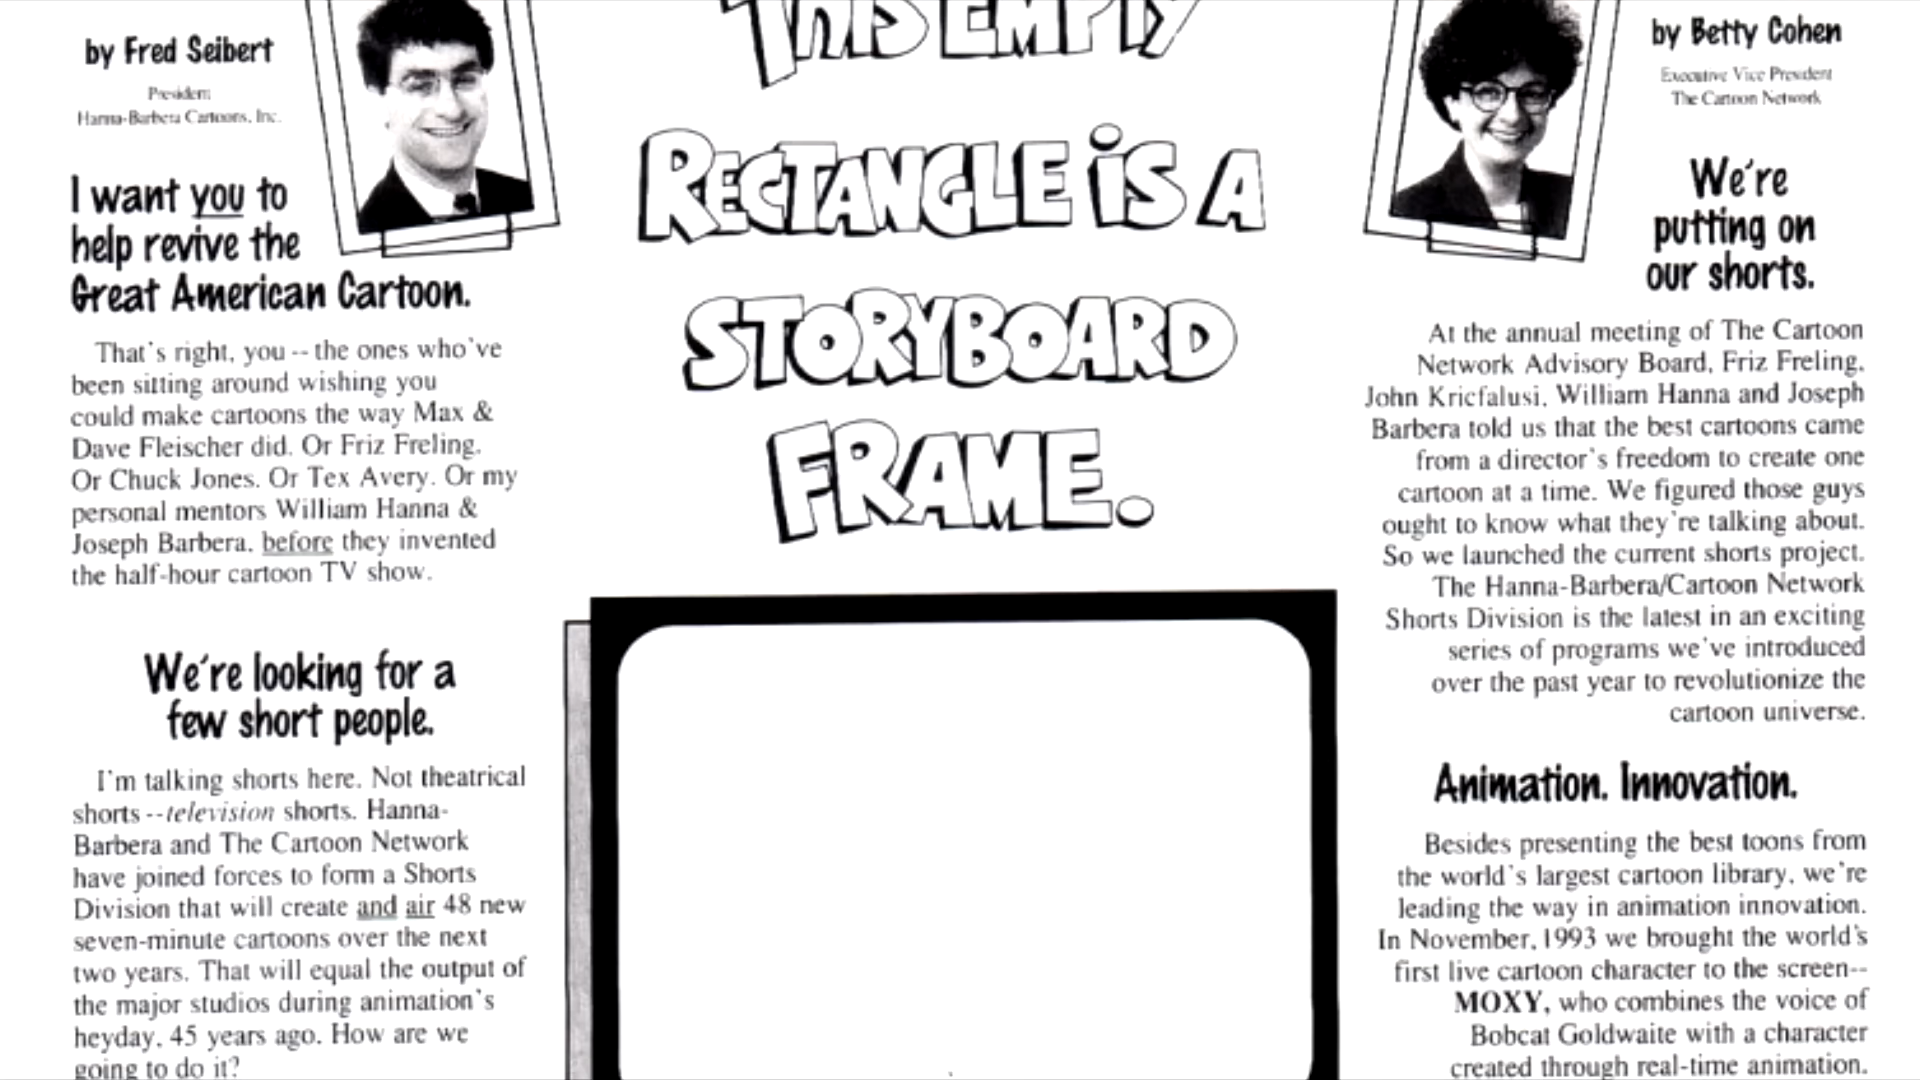 by Fred Seibert
President
Hanna-Barbera Cartoons, Inc.
I want you to
help revive the
Great American Cartoon.
That's right, you -- the ones who've
been sitting around wishing you
could make cartoons the way Max &
Dave Fleischer did. Or Friz Freling.
Or Chuck Jones. Or Tex Avery. Or my
personal mentors William Hanna &
Joseph Barbera, before they invented
the half-hour cartoon TV show.
We're looking for a
few short people.
I'm talking shorts here. Not theatrical
shorts --television shorts. Hanna-
Barbera and The Cartoon Network
have joined forces to form a Shorts
Division that will create and air 48 new
seven-minute cartoons over the next
two years. That will equal the output of
the major studios during animation's
heyday, 45 years ago. How are we
going to do it?
THIS EMPTY
RECTANGLE iS A
STORYBOARD
FRAME.
by Betty Cohen
Executive Vice President
The Cartoon Network
We're
putting on
our shorts.
At the annual meeting of The Cartoon
Network Advisory Board, Friz Freling,
John Kricfalusi, William Hanna and Joseph
Barbera told us that the best cartoons came
from a director's freedom to create one
cartoon at a time. We figured those guys
ought to know what they're talking about.
So we launched the current shorts project.
The Hanna-Barbera/Cartoon Network
Shorts Division is the latest in an exciting
series of programs we've introduced
over the past year to revolutionize the
cartoon universe.
Animation. Innovation.
Besides presenting the best toons from
the world's largest cartoon library, we're
leading the way in animation innovation.
In November, 1993 we brought the world's
first live cartoon character to the screen--
MOXY, who combines the voice of
Bobcat Goldwaite with a character
created through real-time animation.